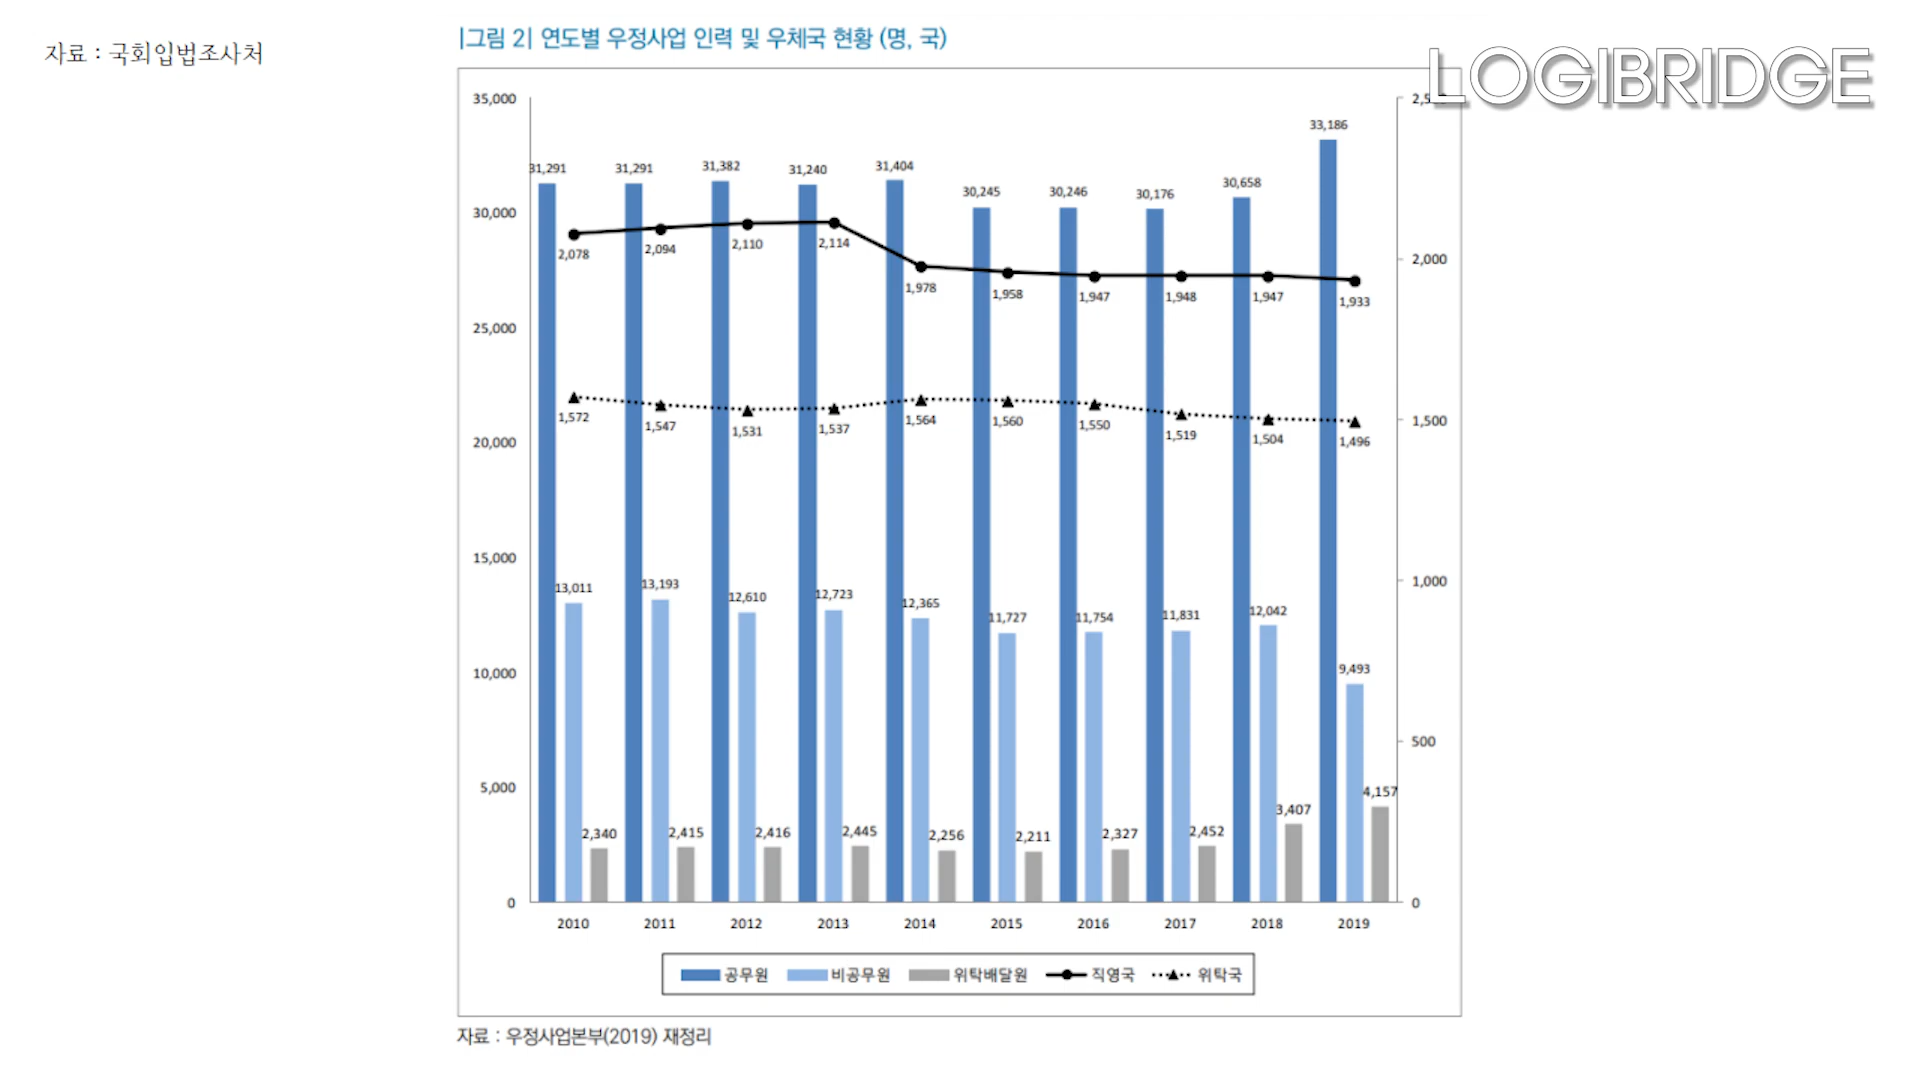 자료 : 국회입법조사처
|그림 2| 연도별 우정사업 인력 및 우체국 현황 (명, 국)
LOGIBRIDGE
35,000
30,000
25,000
20,000
15,000
10,000
5,000
0
2,000
1,500
1,000
500
0
31,291 31,291 31,382 31,240 31,404 30,245 30,246 30,176 30,658 33,186
2,078 2,094 2,110 2,114 1,978 1,958 1,947 1,948 1,947 1,933
1,572 1,547 1,531 1,537 1,564 1,560 1,550 1,519 1,504 1,496
13,011 13,193 12,610 12,723 12,365 11,727 11,754 11,831 12,042 9,493
2,340 2,415 2,416 2,445 2,256 2,211 2,327 2,452 3,407 4,157
2010 2011 2012 2013 2014 2015 2016 2017 2018 2019
공무원 비공무원 위탁배달원 직영국 위탁국
자료 : 우정사업본부(2019) 재정리